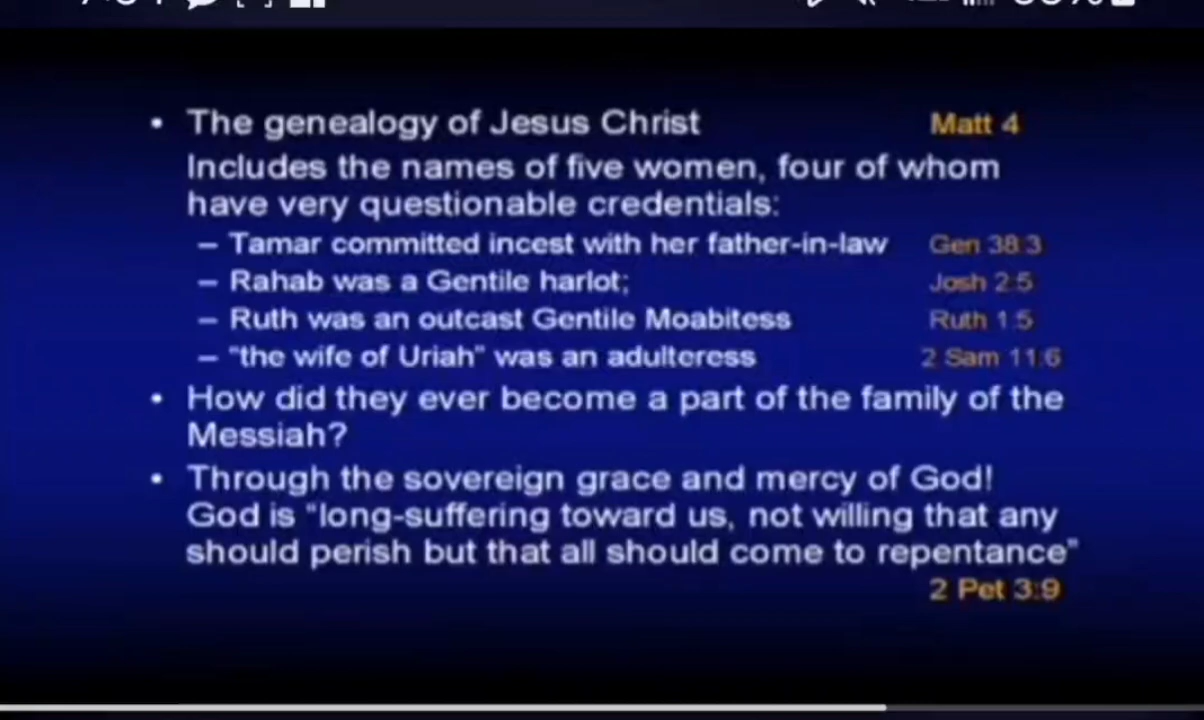 • The genealogy of Jesus Christ Matt 4
Includes the names of five women, four of whom
have very questionable credentials:
– Tamar committed incest with her father-in-law Gen 38:3
– Rahab was a Gentile harlot; Josh 2:5
– Ruth was an outcast Gentile Moabitess Ruth 1:5
– "the wife of Uriah" was an adulteress 2 Sam 11:6
• How did they ever become a part of the family of the
Messiah?
• Through the sovereign grace and mercy of God!
God is "long-suffering toward us, not willing that any
should perish but that all should come to repentance"
2 Pet 3:9